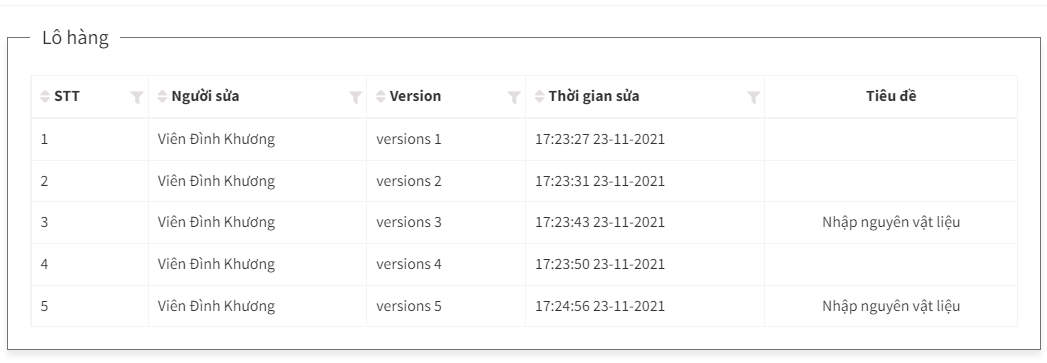 Lô hàng
STT Người sửa Version Thời gian sửa Tiêu đề
1 Viên Đình Khương versions 1 17:23:27 23-11-2021
2 Viên Đình Khương versions 2 17:23:31 23-11-2021
3 Viên Đình Khương versions 3 17:23:43 23-11-2021 Nhập nguyên vật liệu
4 Viên Đình Khương versions 4 17:23:50 23-11-2021
5 Viên Đình Khương versions 5 17:24:56 23-11-2021 Nhập nguyên vật liệu